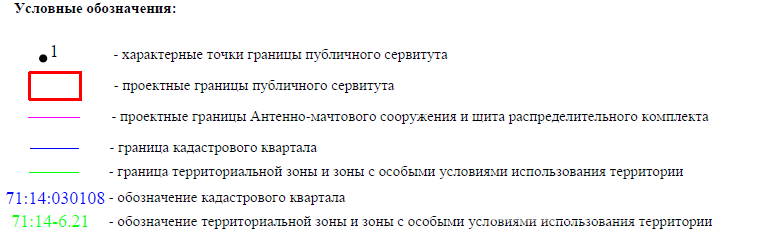 Условные обозначения:
1 - характерные точки границы публичного сервитута
- проектные границы публичного сервитута
- проектные границы Антенно-мачтового сооружения и щита распределительного комплекта
- граница кадастрового квартала
- граница территориальной зоны и зоны с особыми условиями использования территории
71:14:030108 - обозначение кадастрового квартала
71:14-6.21 - обозначение территориальной зоны и зоны с особыми условиями использования территории